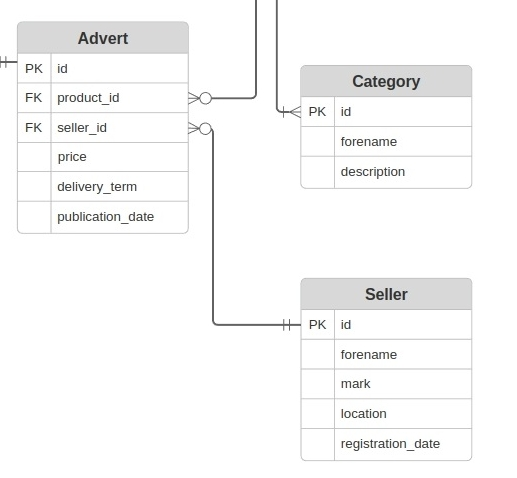 Advert
PK id
FK product_id
FK seller_id
price
delivery_term
publication_date
Category
PK id
forename
description
Seller
PK id
forename
mark
location
registration_date